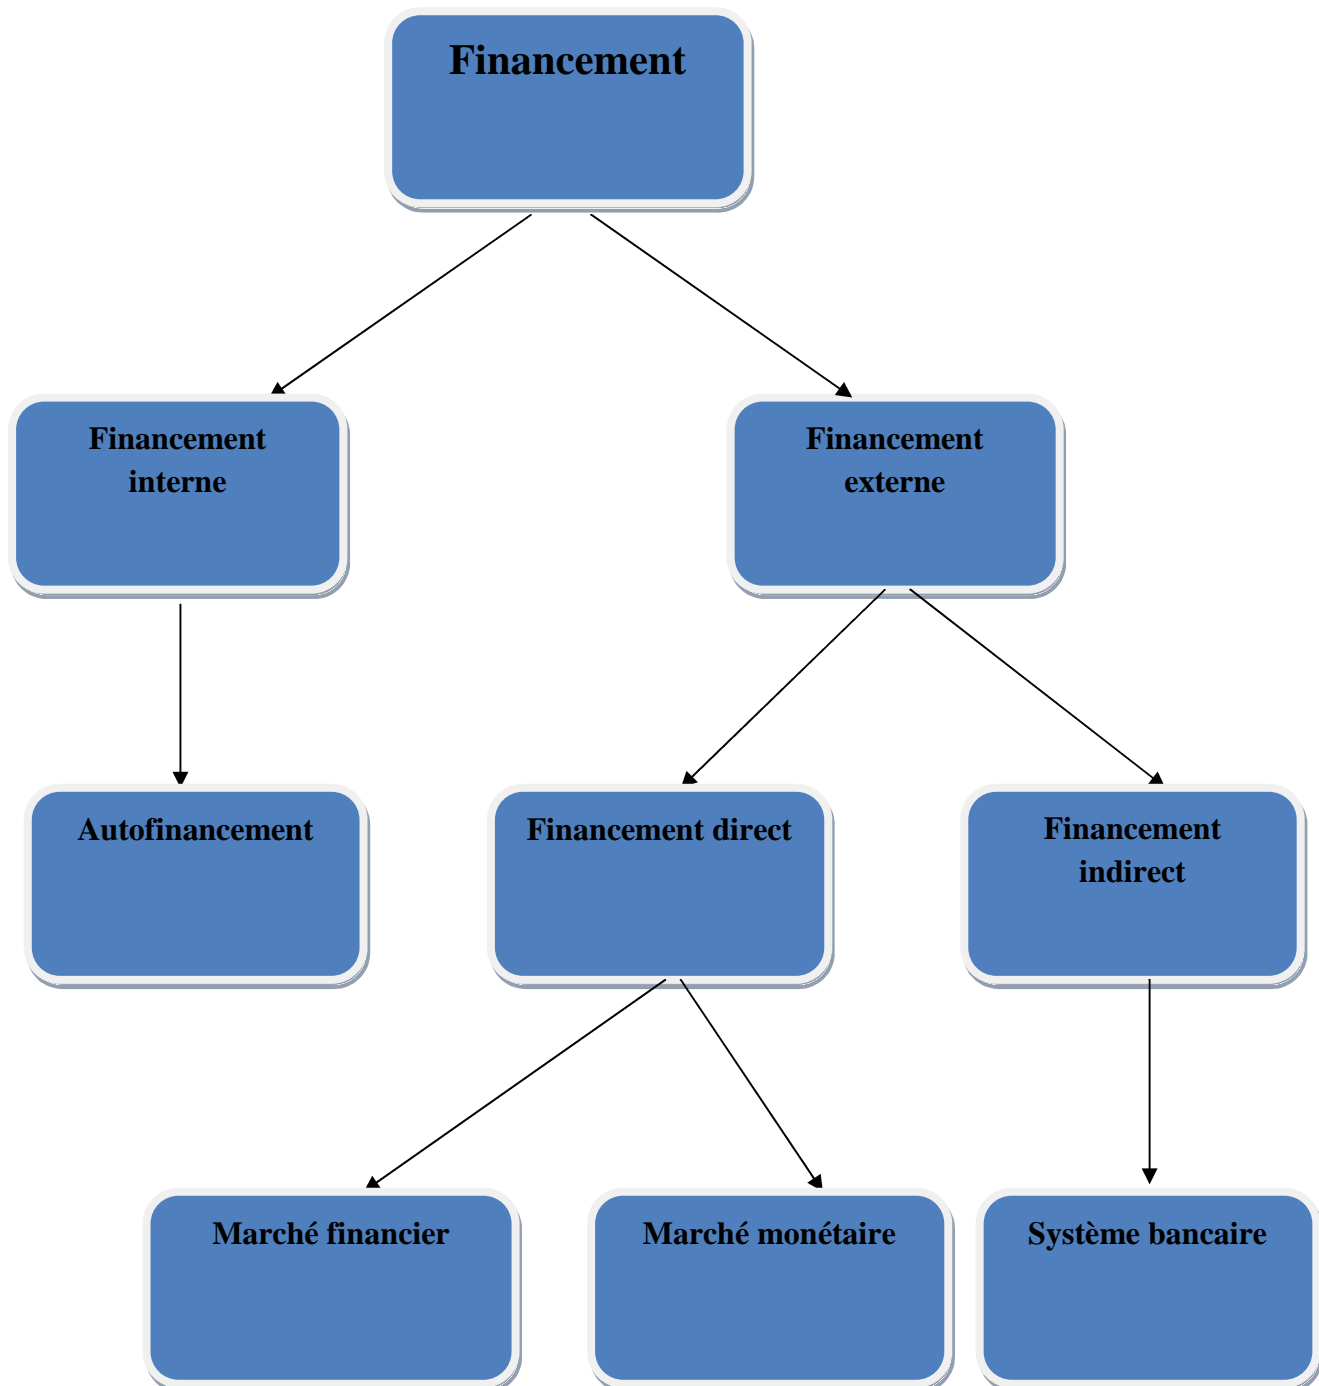 Financement
Financement
interne
Financement
externe
Autofinancement
Financement direct
Financement
indirect
Marché financier
Marché monétaire
Système bancaire